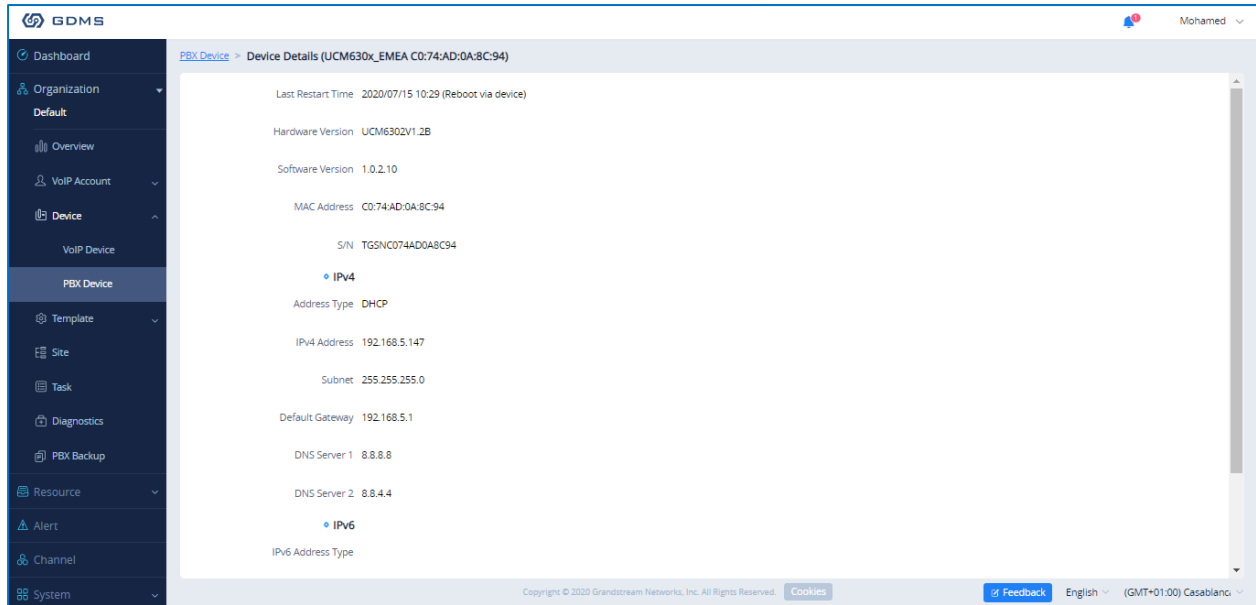 GDMS
1
Mohamed
Dashboard
Organization
Default
Overview
VoIP Account
Device
VoIP Device
PBX Device
Template
Site
Task
Diagnostics
PBX Backup
Resource
Alert
Channel
System
PBX Device > Device Details (UCM630x_EMEA C0:74:AD:0A:8C:94)
Last Restart Time 2020/07/15 10:29 (Reboot via device)
Hardware Version UCM6302V1.2B
Software Version 1.0.2.10
MAC Address C0:74:AD:0A:8C:94
S/N TGSNC074AD0A8C94
IPv4
Address Type DHCP
IPv4 Address 192.168.5.147
Subnet 255.255.255.0
Default Gateway 192.168.5.1
DNS Server 1 8.8.8.8
DNS Server 2 8.8.4.4
IPv6
IPv6 Address Type
Copyright © 2020 Grandstream Networks, Inc. All Rights Reserved. Cookies
Feedback English (GMT+01:00) Casablanc